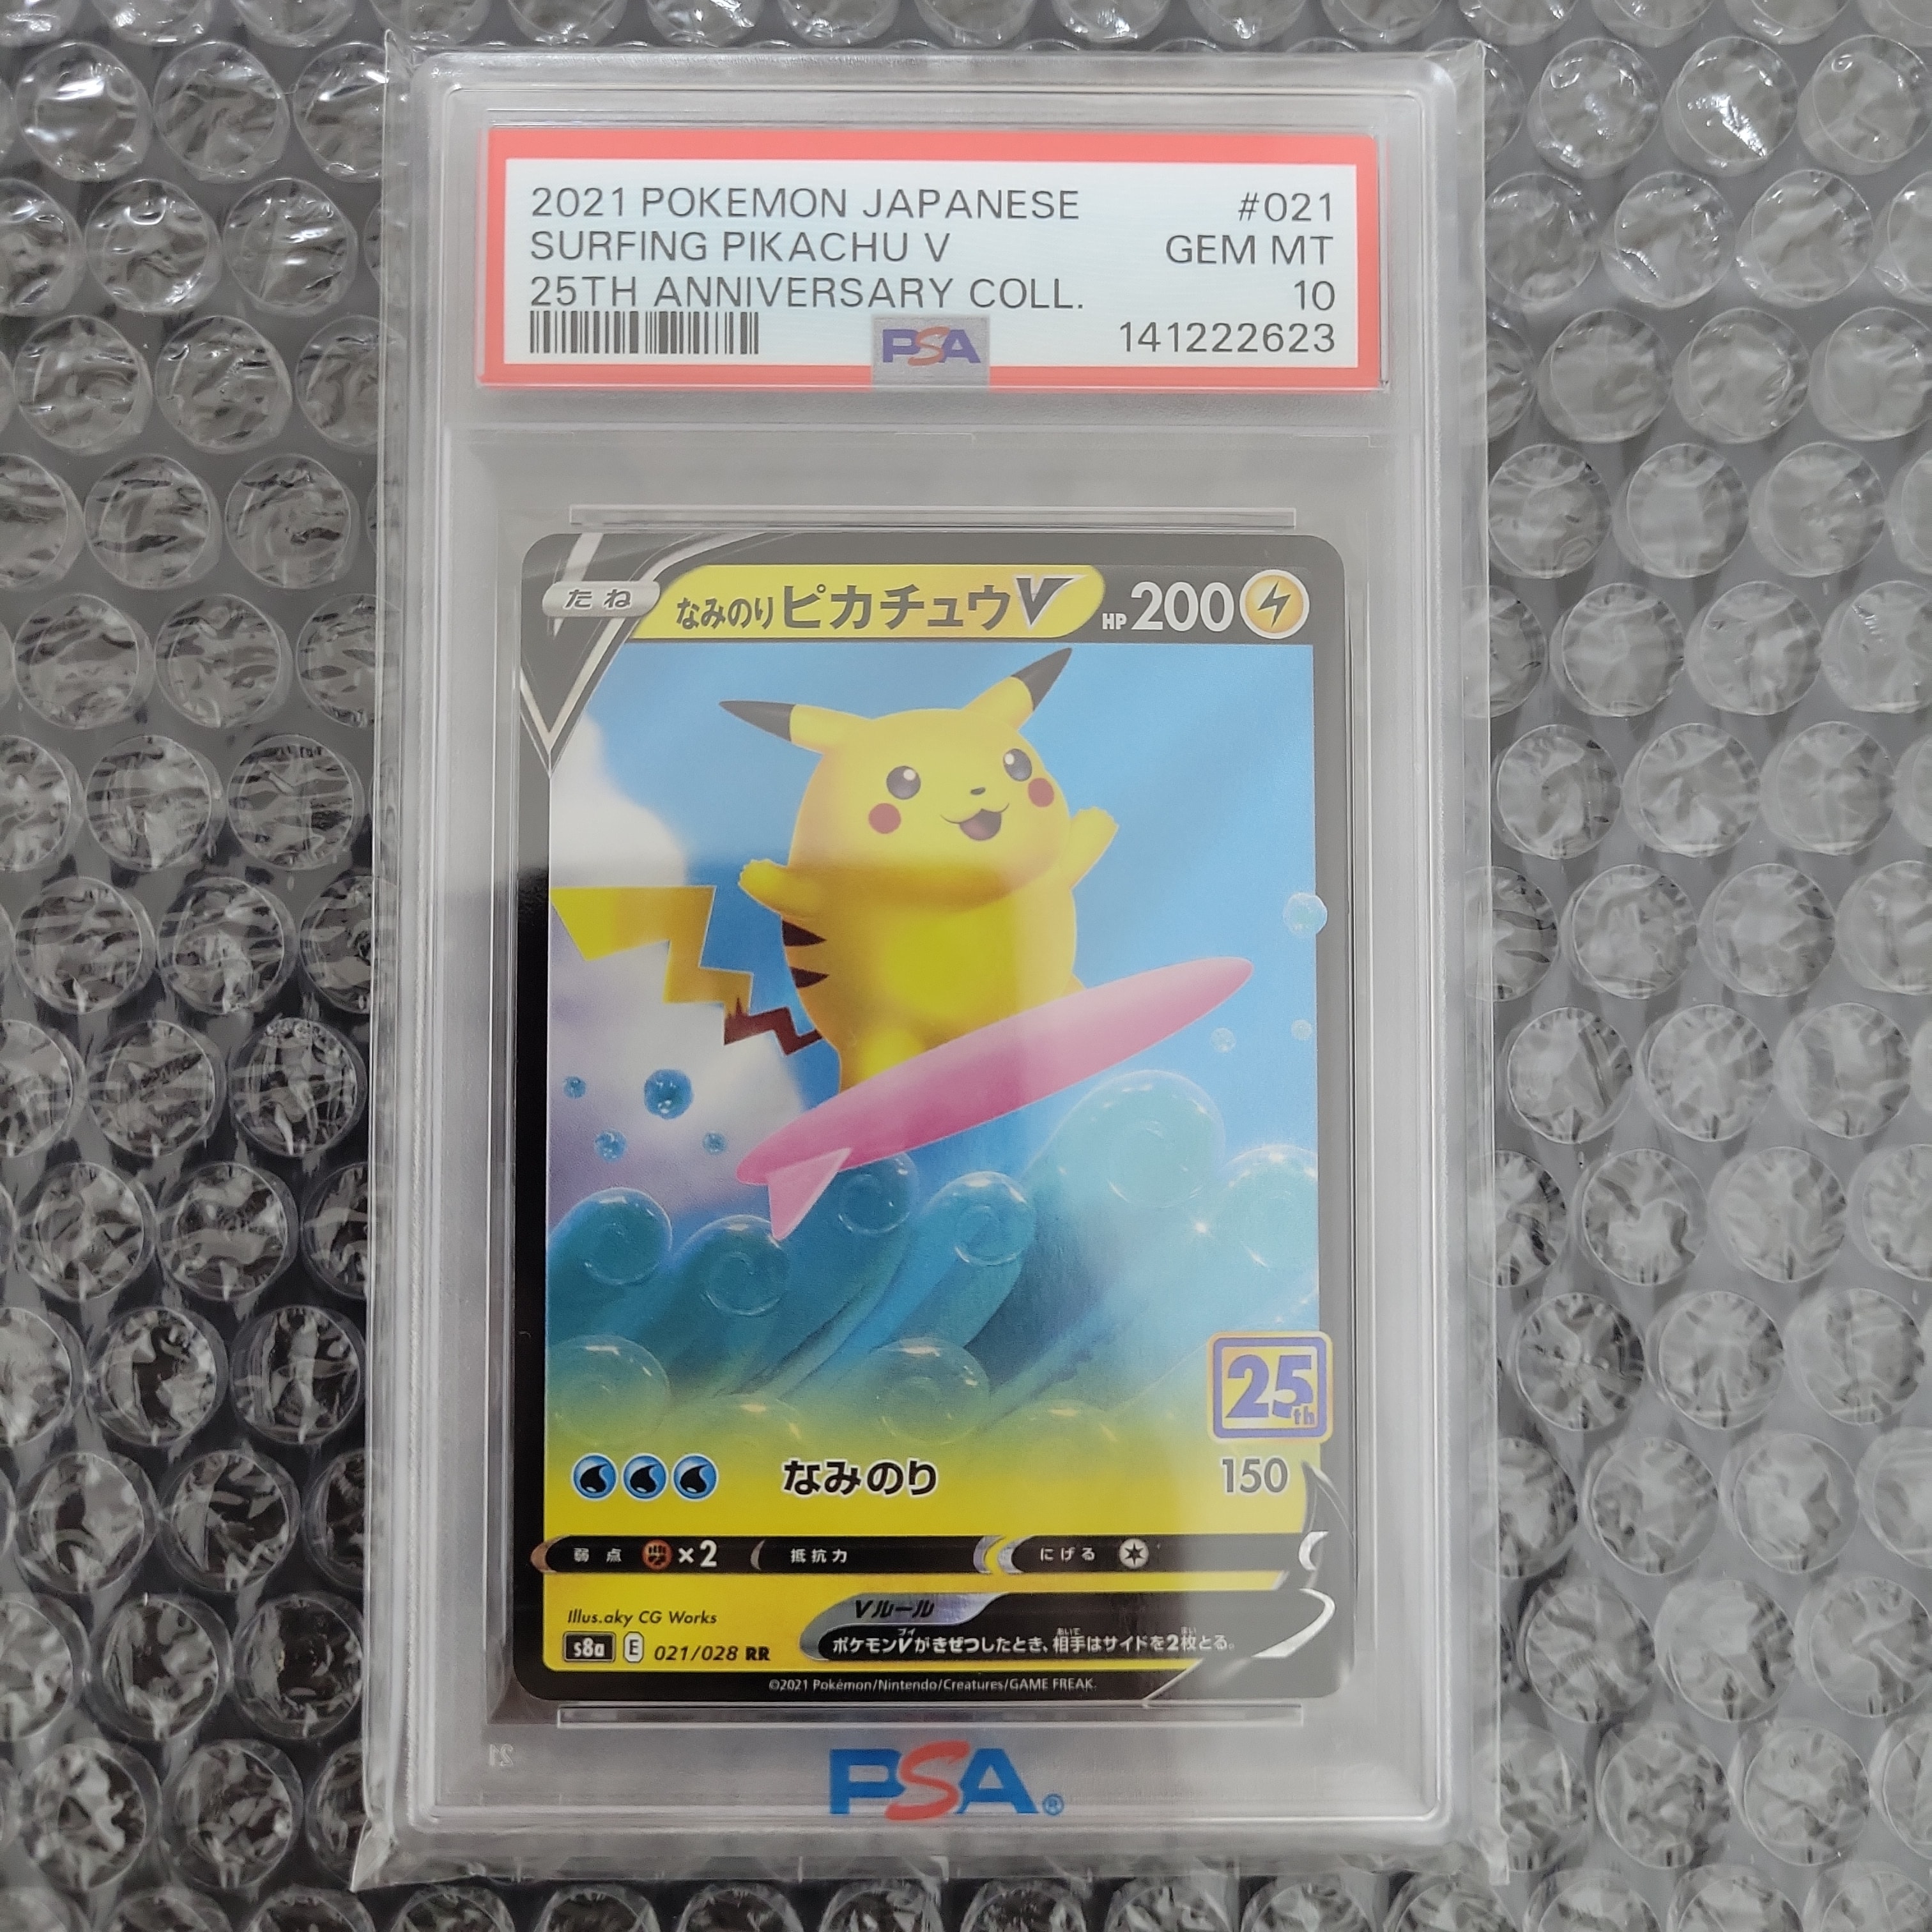 2021 POKEMON JAPANESE #021
SURFING PIKACHU V GEM MT
25TH ANNIVERSARY COLL. 10
PSA 141222623
たね なみのりピカチュウV HP 200
25th
なみのり 150
弱点 ×2 抵抗力 にげる
Illus.aky CG Works
Vルール
ポケモンVがきぜつしたとき、相手はサイドを2枚とる。
s8a E 021/028 RR
©2021 Pokémon/Nintendo/Creatures/GAME FREAK.
PSA®